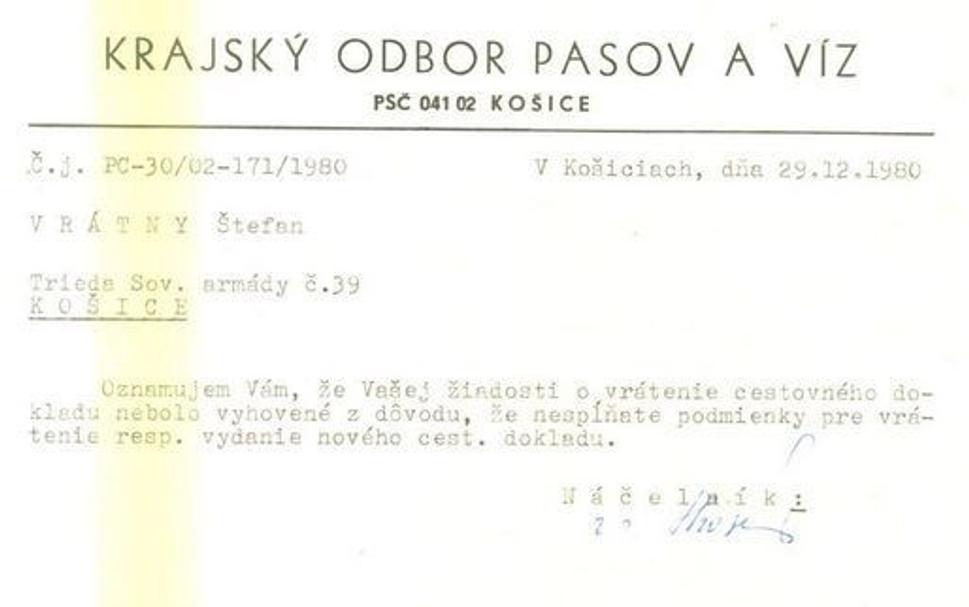 KRAJSKÝ ODBOR PASOV A VÍZ
PSČ 041 02 KOŠICE
Č.j. PC-30/02-171/1980 V Košiciach, dňa 29.12.1980
V R Á T N Y Štefan
Trieda Sov. armády č.39
K O Š I C E
Oznamujem Vám, že Vašej žiadosti o vrátenie cestovného do-
kladu nebolo vyhovené z dôvodu, že nespĺňate podmienky pre vrá-
tenie resp. vydanie nového cest. dokladu.
N á č e l n í k :